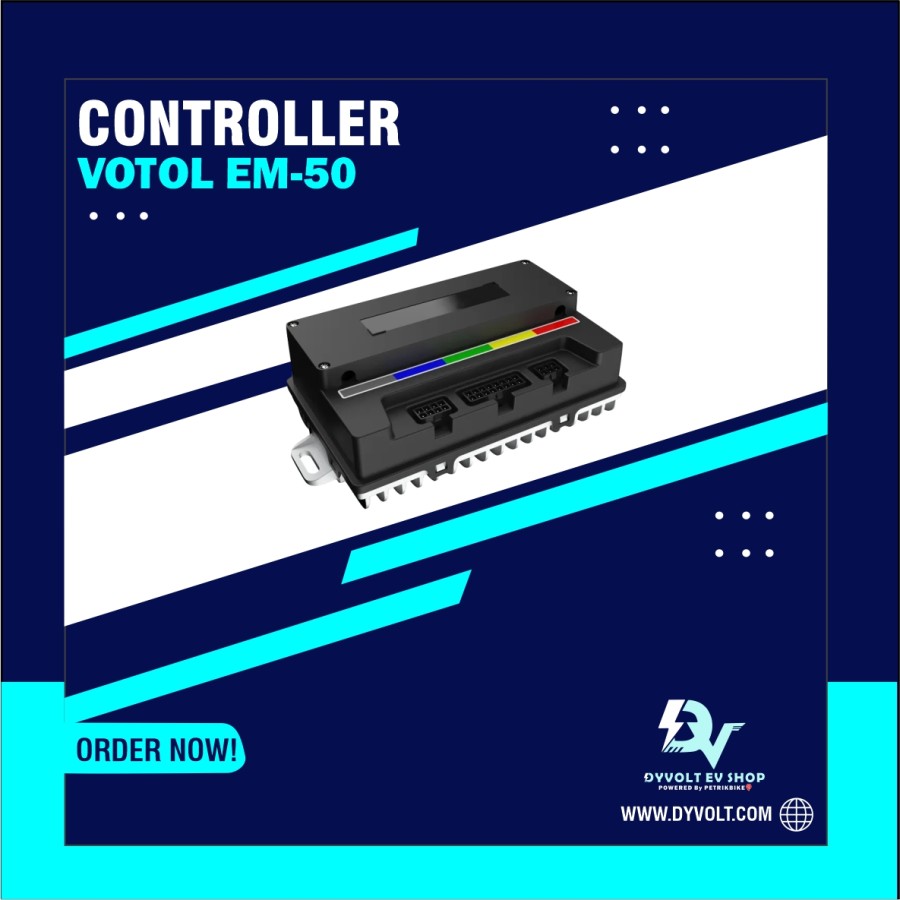 CONTROLLER
VOTOL EM-50
ORDER NOW!
DYVOLT EV SHOP
POWERED By PETRIKBIKE
WWW.DYVOLT.COM